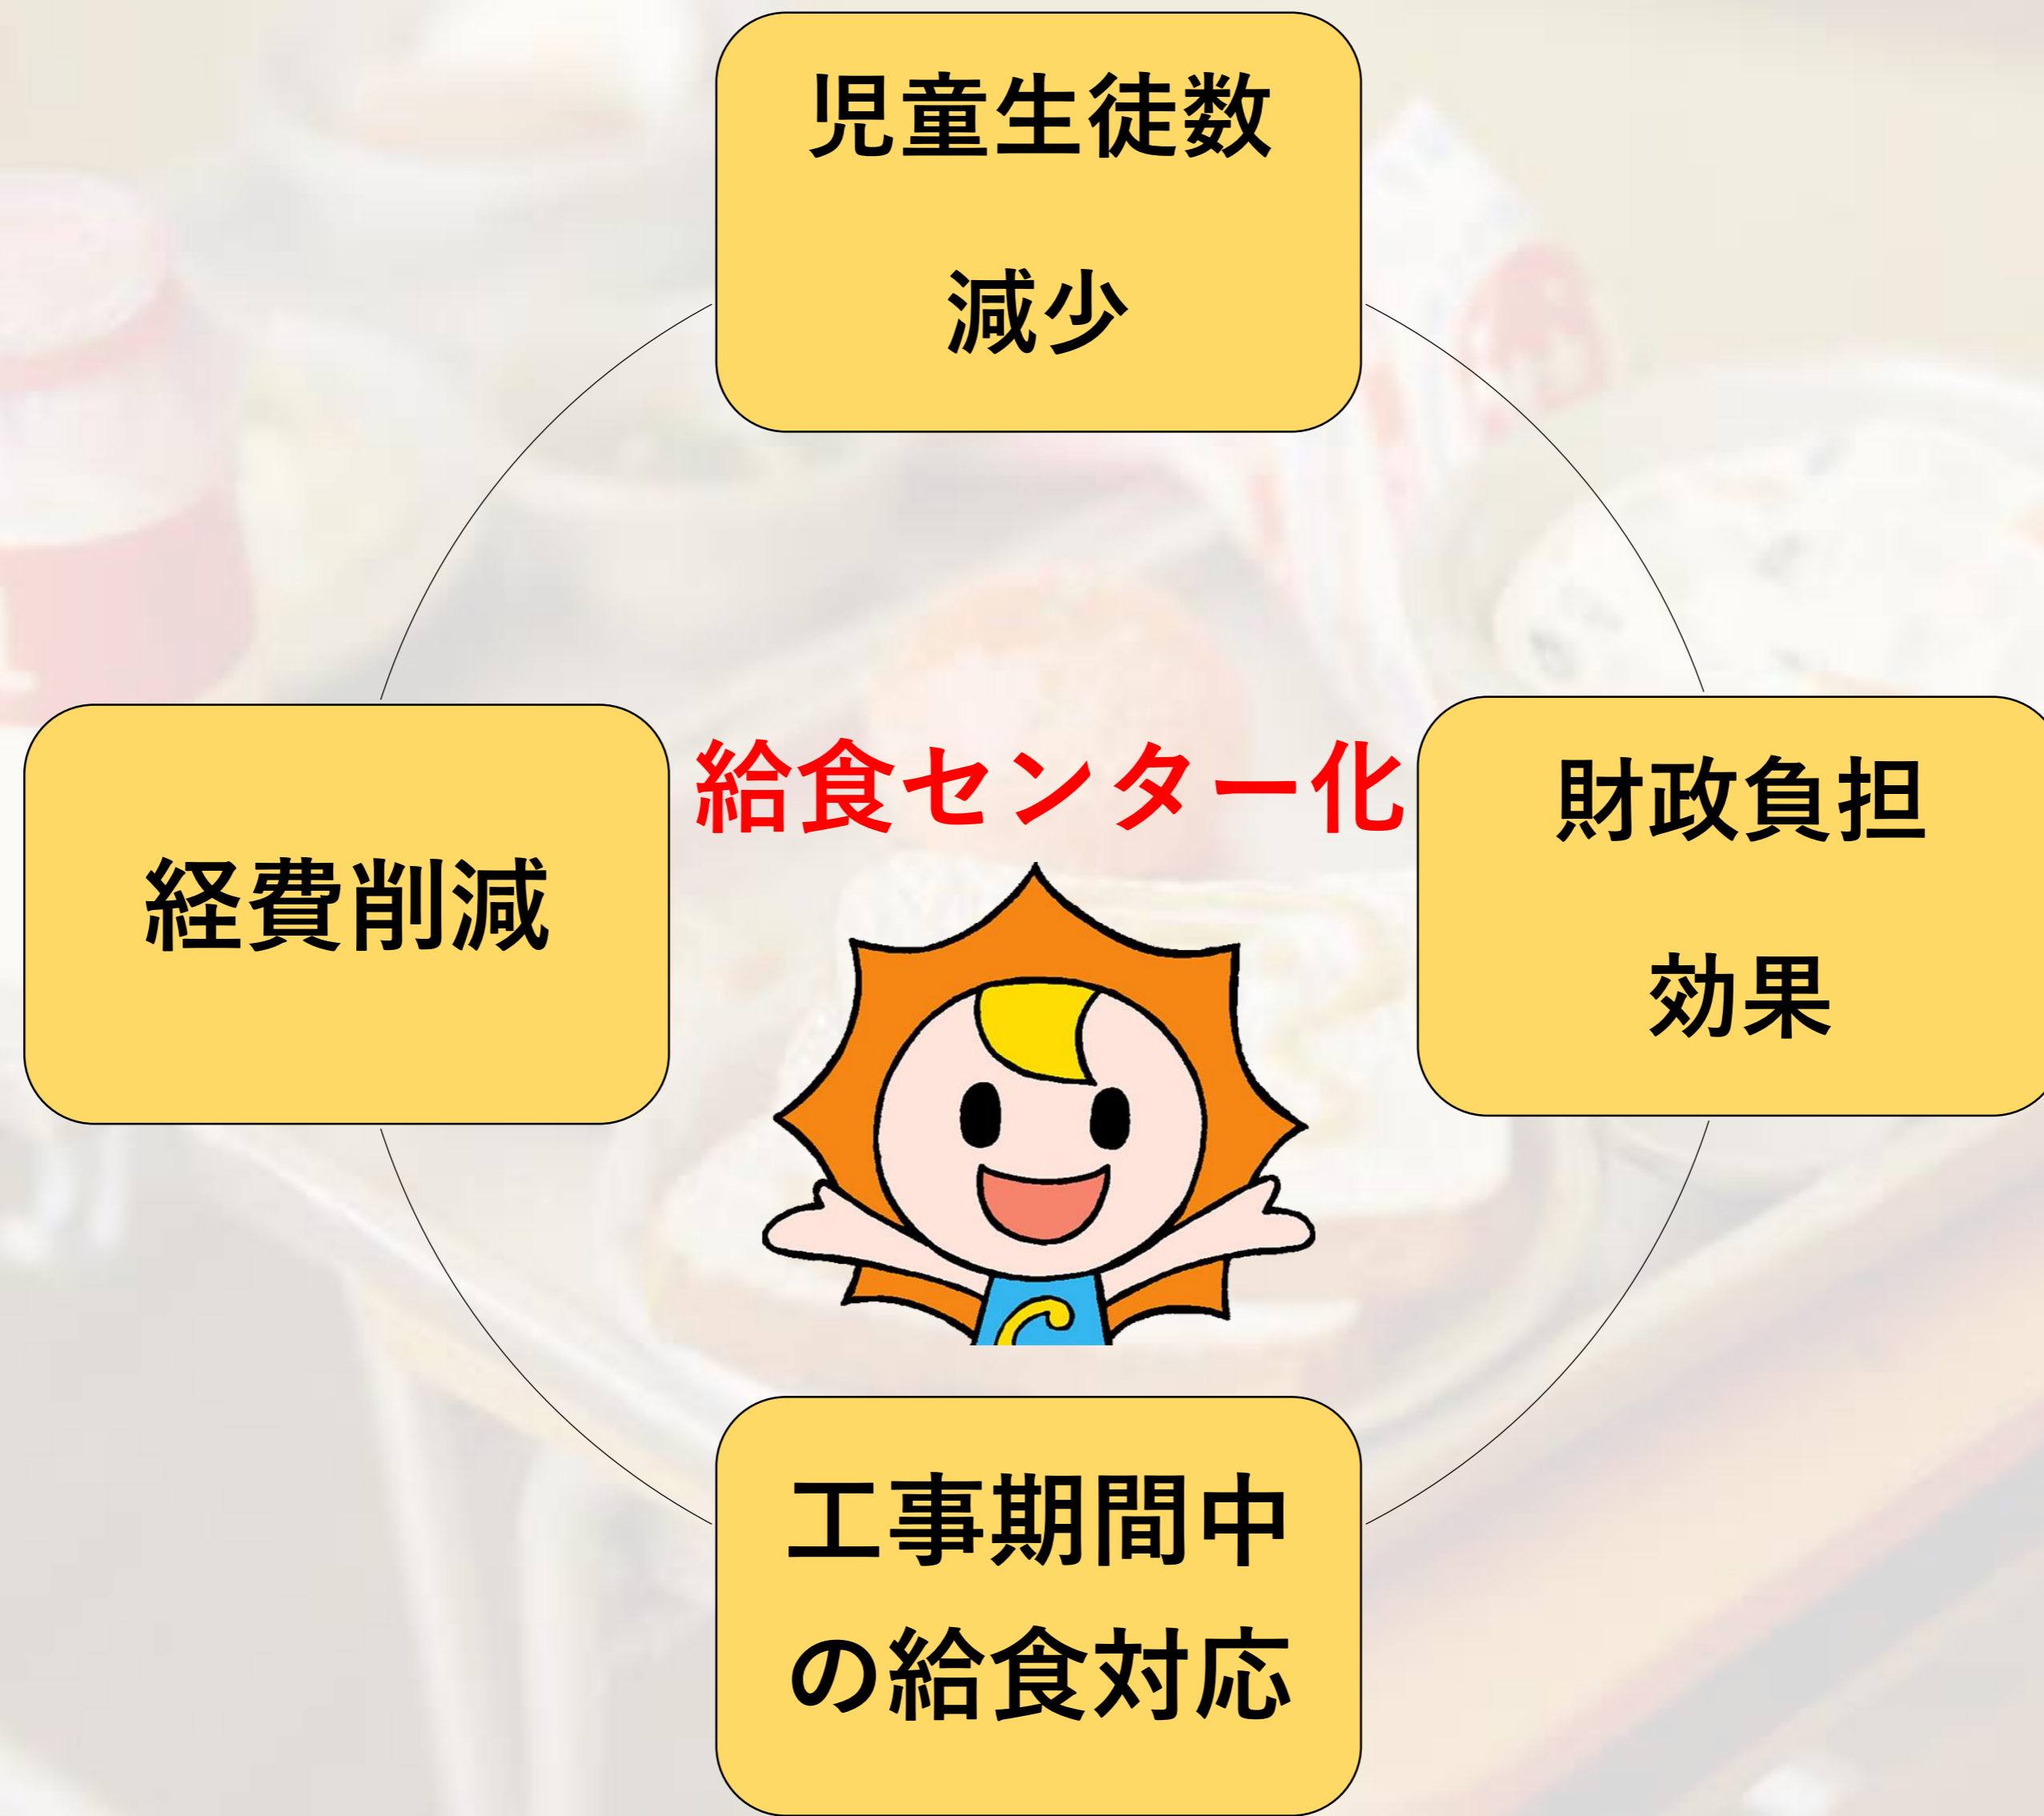 児童生徒数
減少
給食センター化
経費削減
財政負担
効果
工事期間中
の給食対応